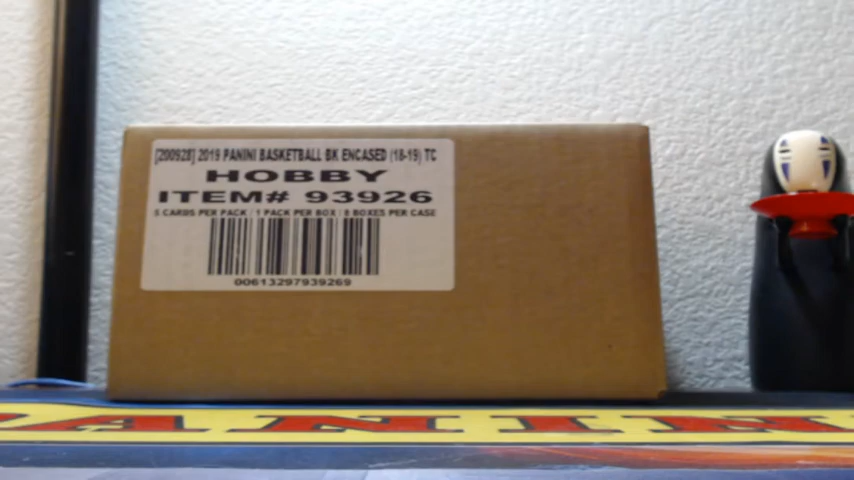 [200928] 2019 PANINI BASKETBALL BK ENCASED (18-19) TC
HOBBY
ITEM# 93926
5 CARDS PER PACK | 1 PACK PER BOX | 8 BOXES PER CASE
00613297939269
PANINI